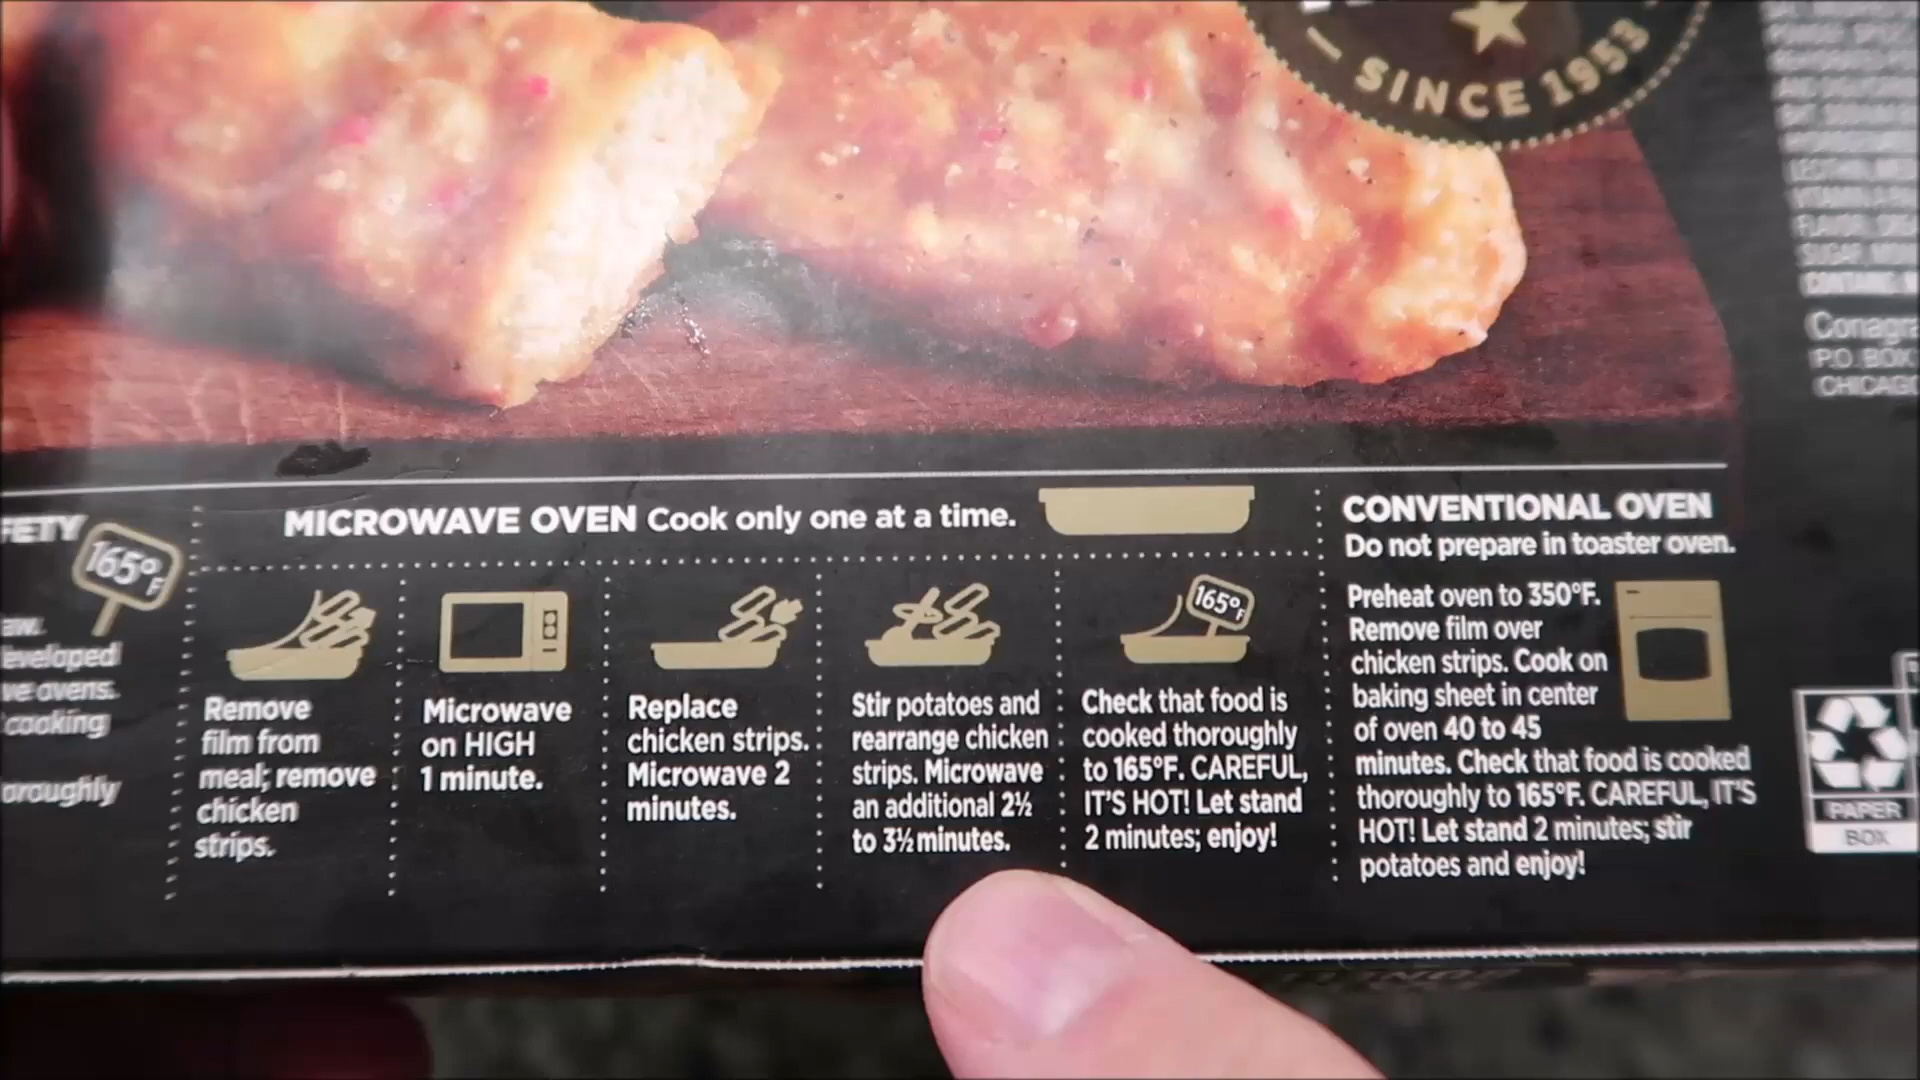 SINCE 1953
Conagra
P.O. BOX
CHICAGO
FETY
165°F
aw.
eveloped
ve ovens.
cooking
oroughly
MICROWAVE OVEN Cook only one at a time.
Remove
film from
meal; remove
chicken
strips.
Microwave
on HIGH
1 minute.
Replace
chicken strips.
Microwave 2
minutes.
Stir potatoes and
rearrange chicken
strips. Microwave
an additional 2½
to 3½ minutes.
165°F
Check that food is
cooked thoroughly
to 165°F. CAREFUL,
IT'S HOT! Let stand
2 minutes; enjoy!
CONVENTIONAL OVEN
Do not prepare in toaster oven.
Preheat oven to 350°F.
Remove film over
chicken strips. Cook on
baking sheet in center
of oven 40 to 45
minutes. Check that food is cooked
thoroughly to 165°F. CAREFUL, IT'S
HOT! Let stand 2 minutes; stir
potatoes and enjoy!
PAPER
BOX